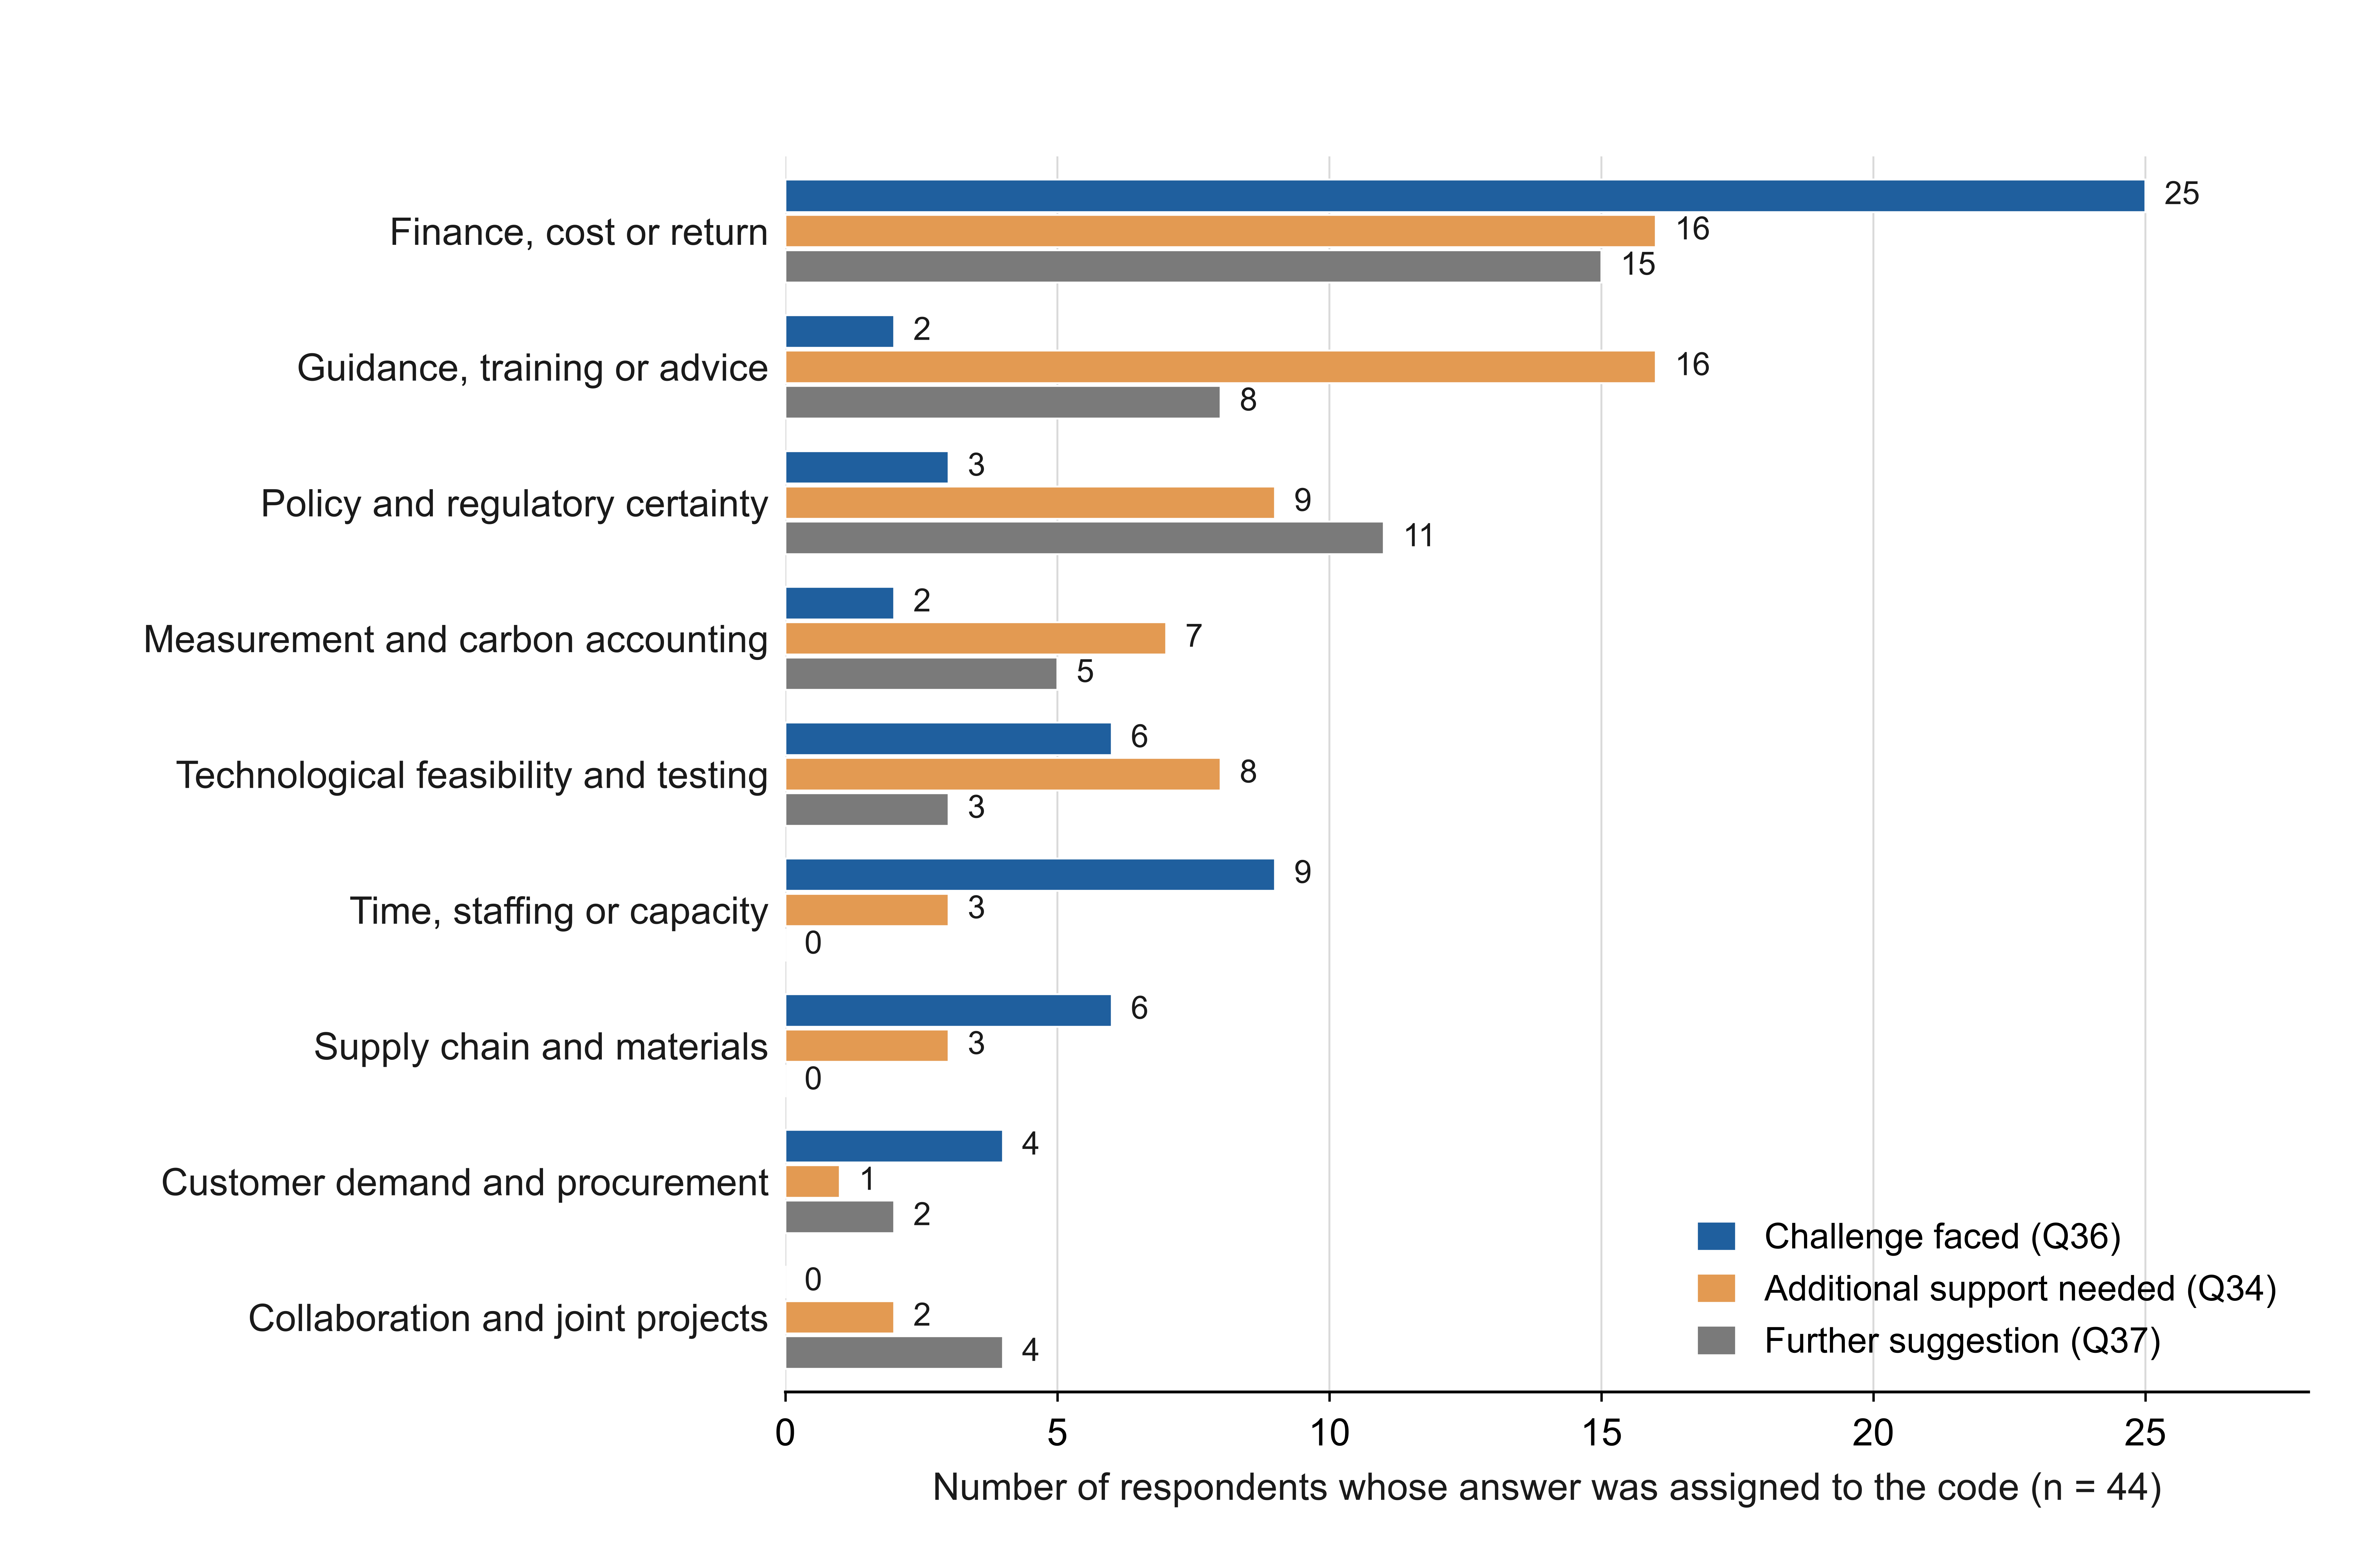 25
Finance, cost or return
16
15
2
Guidance, training or advice
16
8
3
Policy and regulatory certainty
9
11
2
Measurement and carbon accounting
7
5
6
Technological feasibility and testing
8
3
9
Time, staffing or capacity
3
0
6
Supply chain and materials
3
0
4
Customer demand and procurement
1
2
0
Collaboration and joint projects
2
4
Challenge faced (Q36)
Additional support needed (Q34)
Further suggestion (Q37)
0 5 10 15 20 25
Number of respondents whose answer was assigned to the code (n = 44)